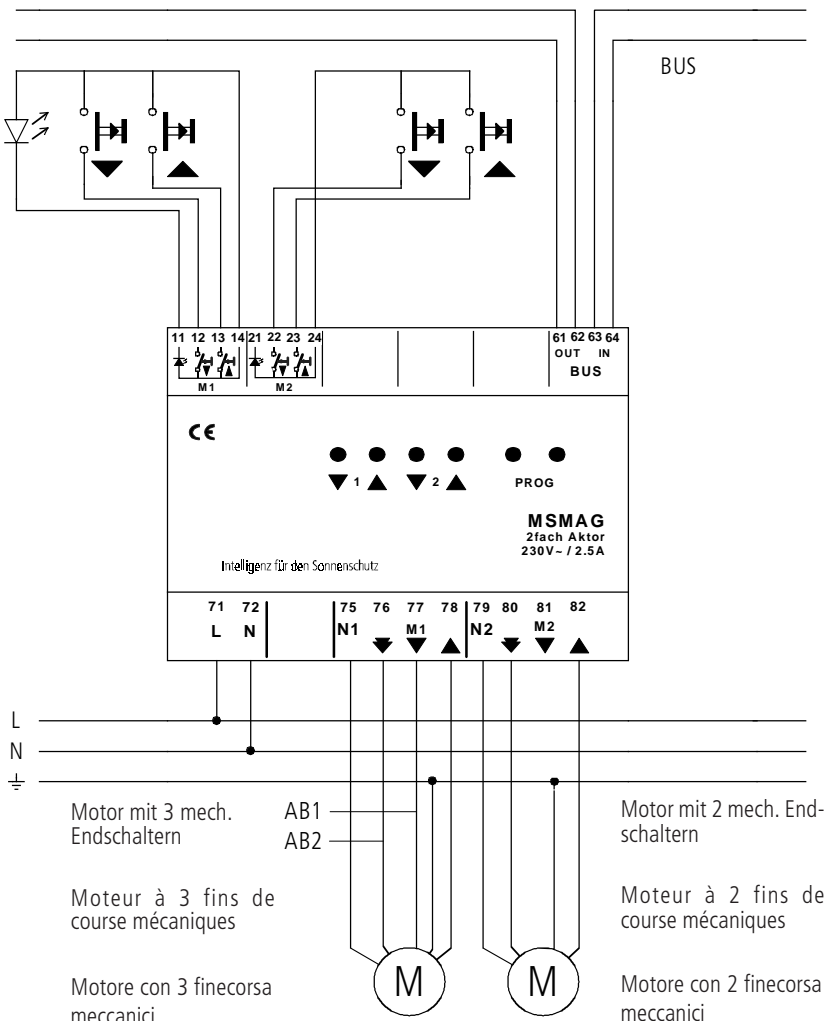 BUS
11 12 13 14 21 22 23 24
61 62 63 64
OUT IN
BUS
M1
M2
CE
1
2
PROG
MSMAG
2fach Aktor
230V~ / 2.5A
Intelligenz für den Sonnenschutz
71 72 75 76 77 78 79 80 81 82
L N N1 M1 N2 M2
L
N
Motor mit 3 mech.
Endschaltern
AB1
AB2
Motor mit 2 mech. End-
schaltern
Moteur à 3 fins de
course mécaniques
Moteur à 2 fins de
course mécaniques
M
M
Motore con 3 finecorsa
meccanici
Motore con 2 finecorsa
meccanici